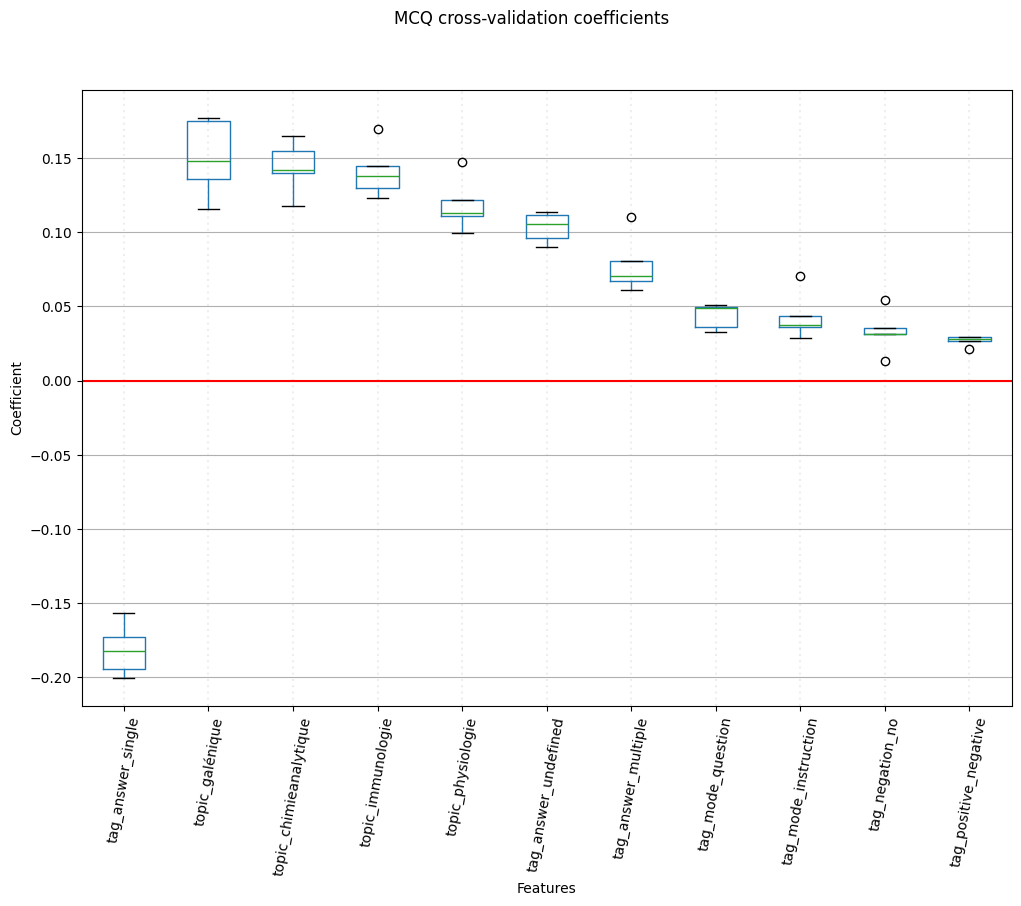 MCQ cross-validation coefficients
0.15
0.10
0.05
0.00
−0.05
−0.10
−0.15
−0.20
Coefficient
tag_answer_single
topic_galénique
topic_chimieanalytique
topic_immunologie
topic_physiologie
tag_answer_undefined
tag_answer_multiple
tag_mode_question
tag_mode_instruction
tag_negation_no
tag_positive_negative
Features